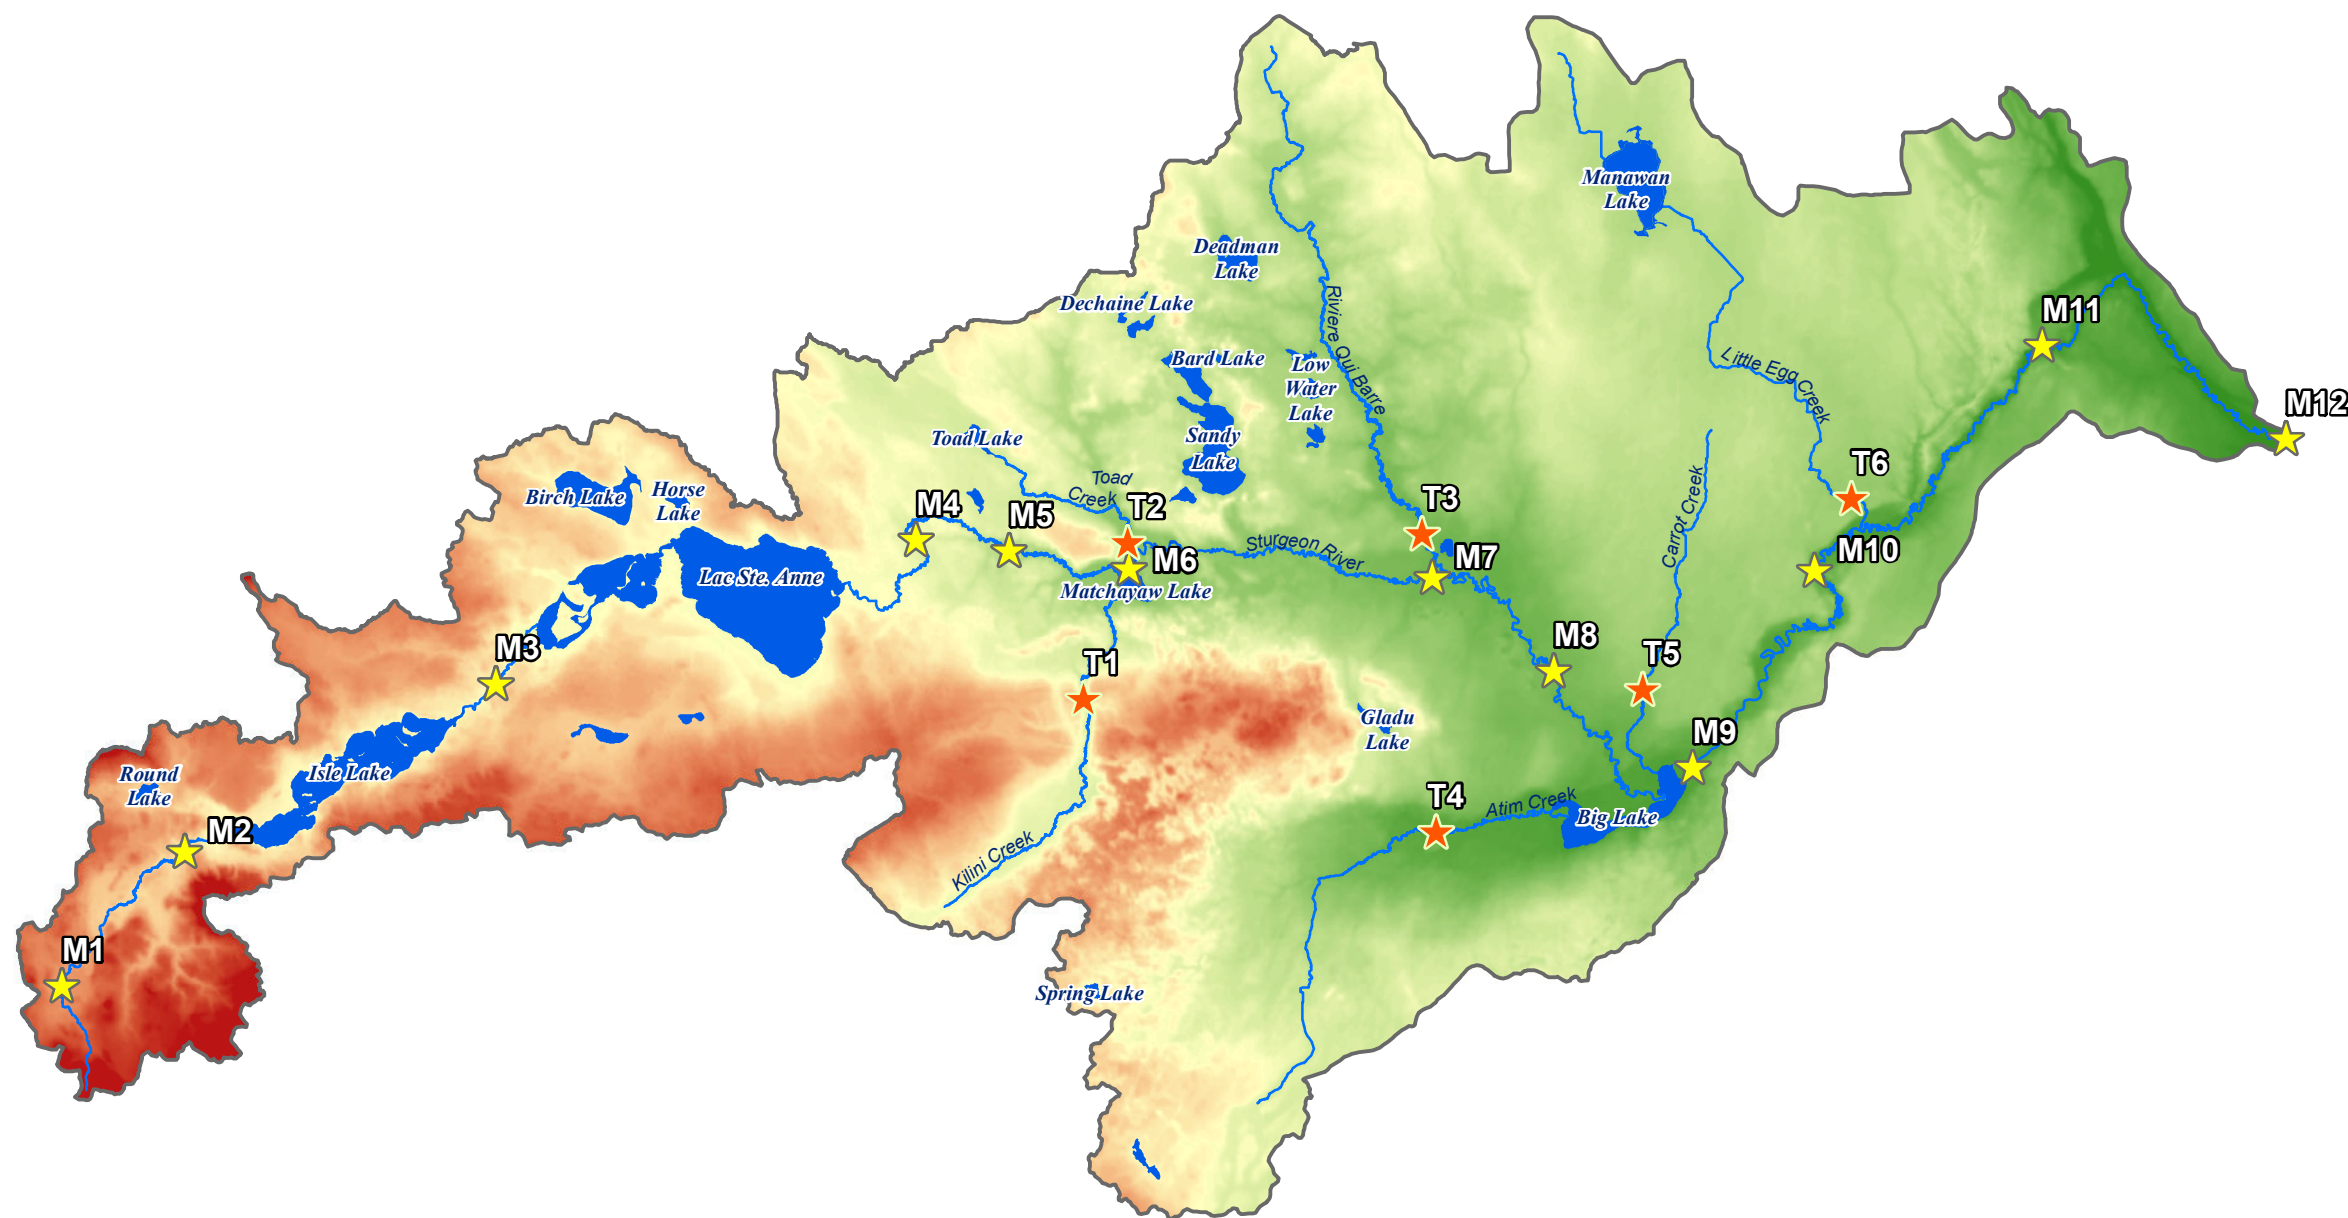 Manawan
Lake
Deadman
Lake
Dechaine Lake
Riviere Qui Barre
M11
Bard Lake
Low
Water
Lake
Little Egg Creek
M12
Toad Lake
Sandy
Lake
Birch Lake
Horse
Lake
Toad
Creek
T2
M4
M5
T3
T6
Carrot Creek
Sturgeon River
M6
M7
M10
Lac Ste. Anne
Matchayaw Lake
M3
T1
M8
T5
Gladu
Lake
M9
Round
Lake
Isle Lake
T4
Atim Creek
Big Lake
M2
Kilini Creek
M1
Spring Lake